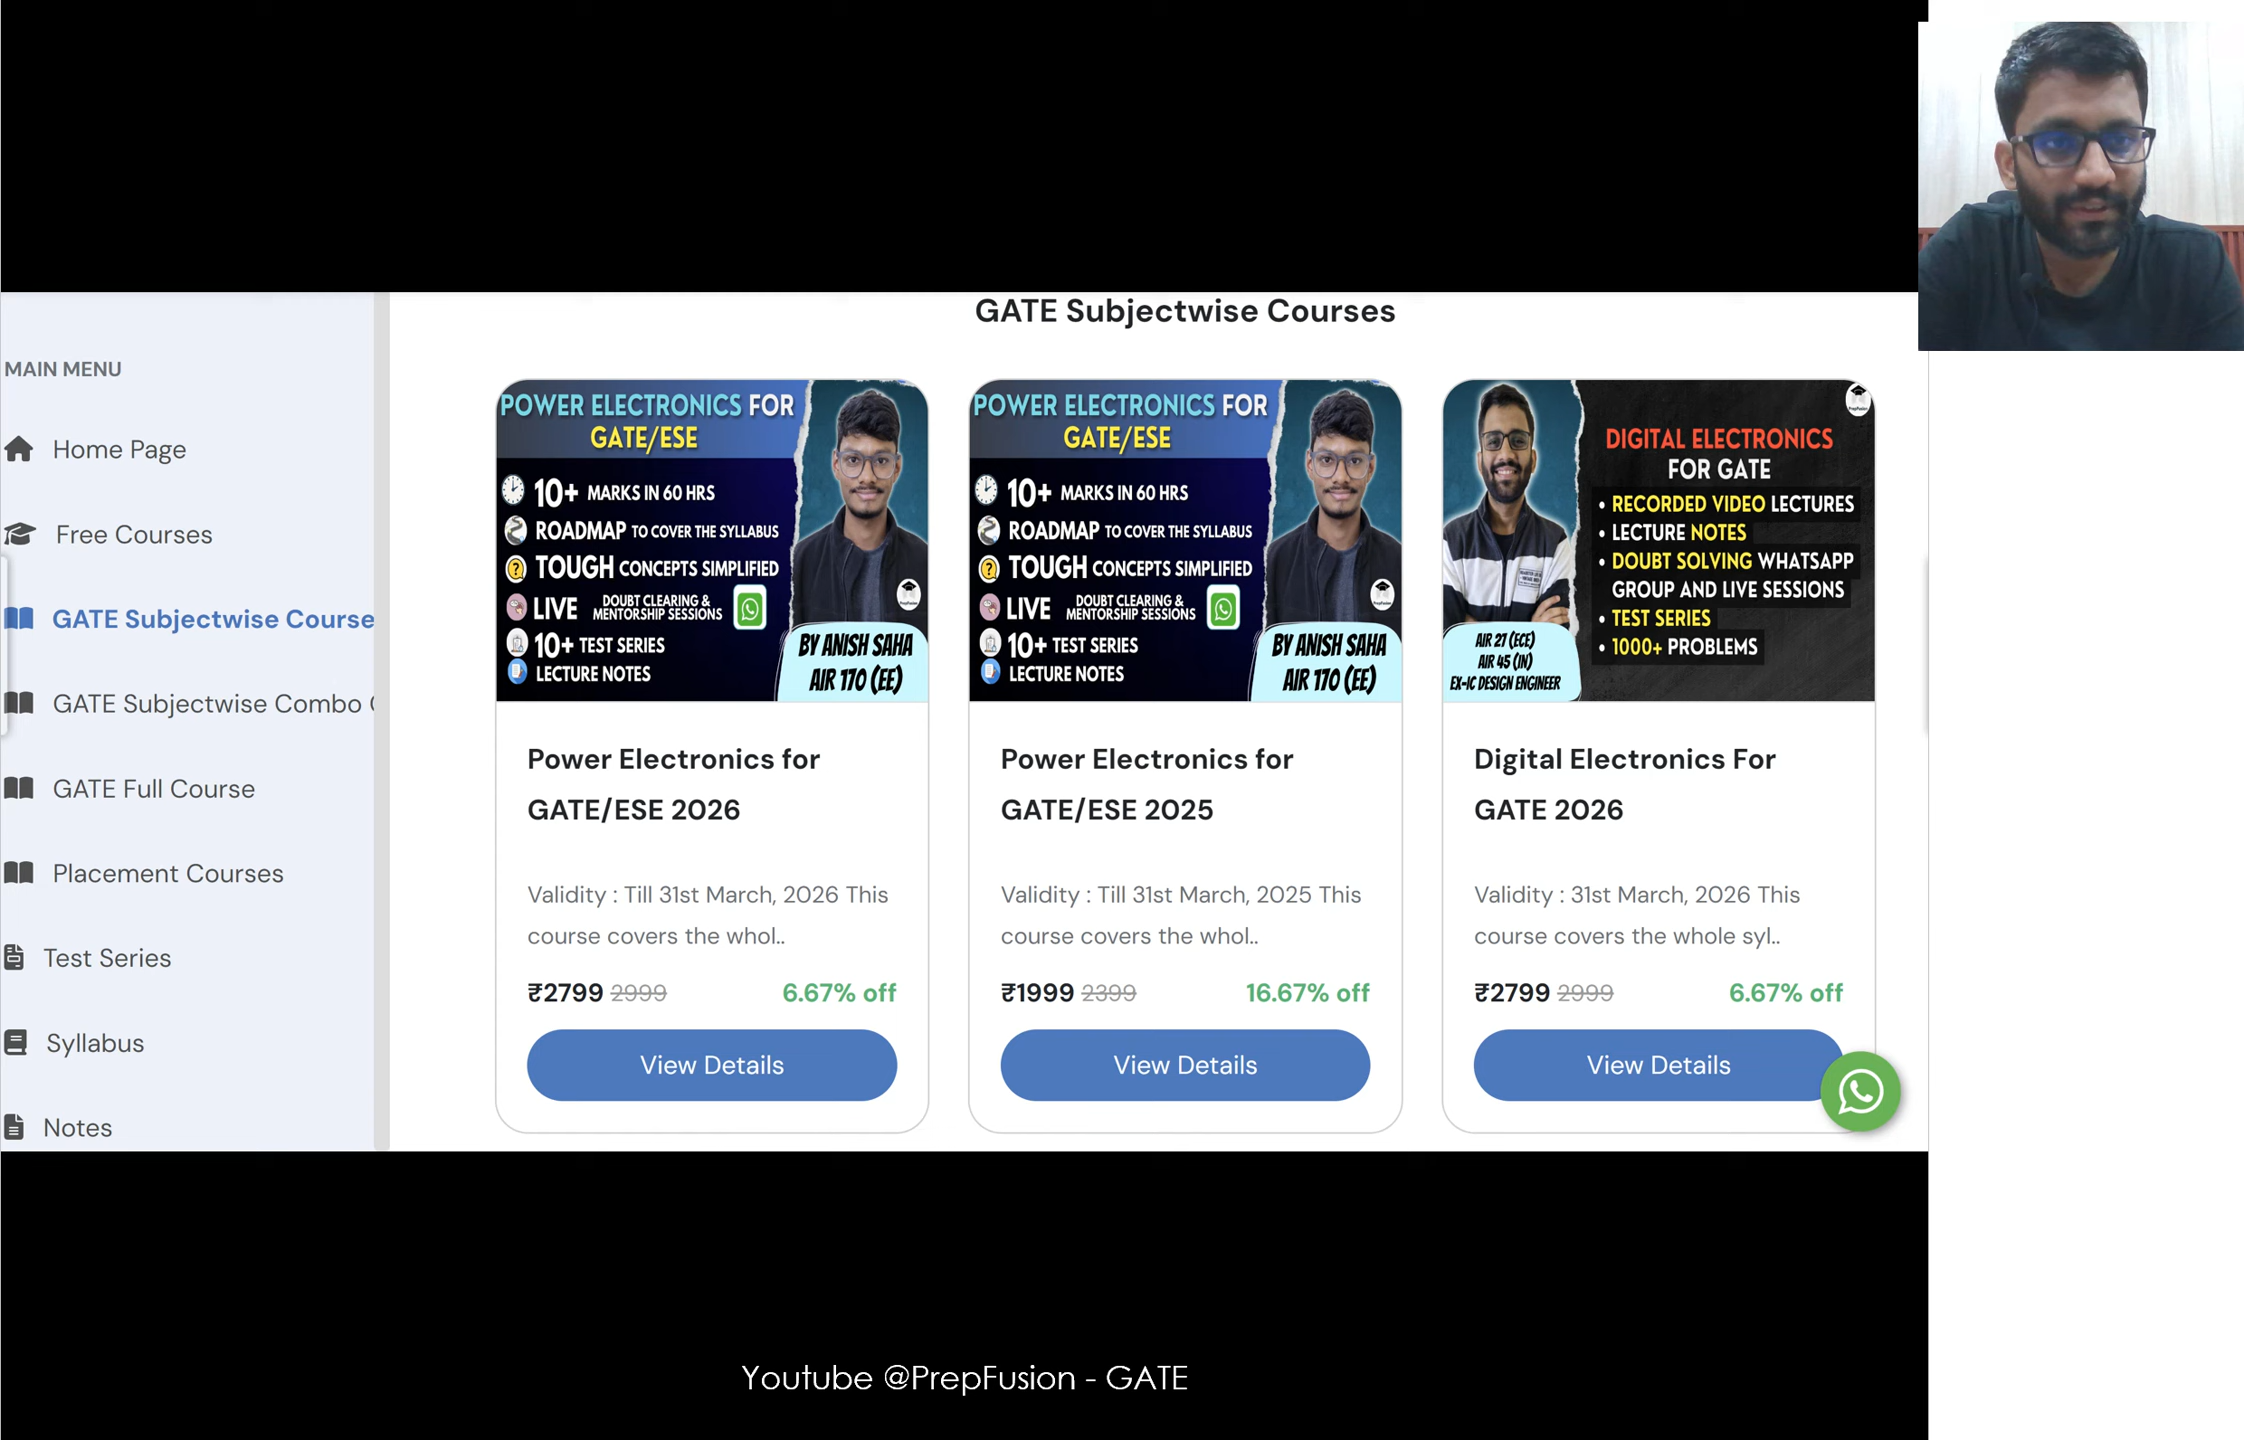 GATE Subjectwise Courses
MAIN MENU
Home Page
Free Courses
GATE Subjectwise Course
GATE Subjectwise Combo
GATE Full Course
Placement Courses
Test Series
Syllabus
Notes
POWER ELECTRONICS FOR
GATE/ESE
10+ MARKS IN 60 HRS
ROADMAP TO COVER THE SYLLABUS
TOUGH CONCEPTS SIMPLIFIED
LIVE DOUBT CLEARING &
MENTORSHIP SESSIONS
10+ TEST SERIES
LECTURE NOTES
BY ANISH SAHA
AIR 170 (EE)
Power Electronics for
GATE/ESE 2026
Validity : Till 31st March, 2026 This
course covers the whol..
₹2799 2999 6.67% off
View Details
POWER ELECTRONICS FOR
GATE/ESE
10+ MARKS IN 60 HRS
ROADMAP TO COVER THE SYLLABUS
TOUGH CONCEPTS SIMPLIFIED
LIVE DOUBT CLEARING &
MENTORSHIP SESSIONS
10+ TEST SERIES
LECTURE NOTES
BY ANISH SAHA
AIR 170 (EE)
Power Electronics for
GATE/ESE 2025
Validity : Till 31st March, 2025 This
course covers the whol..
₹1999 2399 16.67% off
View Details
DIGITAL ELECTRONICS
FOR GATE
• RECORDED VIDEO LECTURES
• LECTURE NOTES
• DOUBT SOLVING WHATSAPP
GROUP AND LIVE SESSIONS
• TEST SERIES
• 1000+ PROBLEMS
AIR 27 (ECE)
AIR 45 (IN)
EX-IC DESIGN ENGINEER
PrepFusion
Digital Electronics For
GATE 2026
Validity : 31st March, 2026 This
course covers the whole syl..
₹2799 2999 6.67% off
View Details
Youtube @PrepFusion - GATE